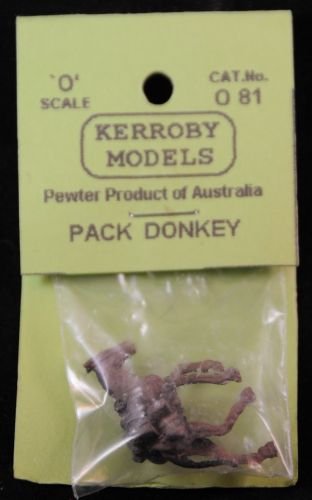 'O' SCALE
CAT.No. O 81
KERROBY
MODELS
Pewter Product of Australia
PACK DONKEY